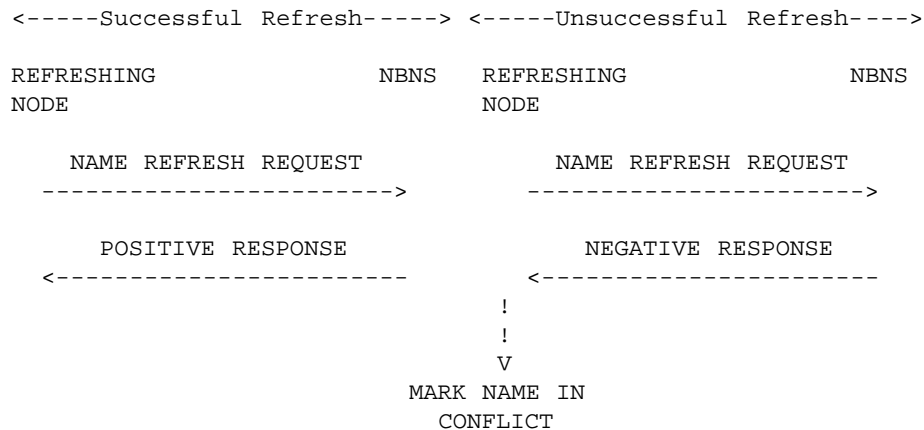 <-----Successful Refresh-----> <-----Unsuccessful Refresh---->
REFRESHING                         NBNS   REFRESHING               NBNS
NODE                                      NODE
    NAME REFRESH REQUEST                       NAME REFRESH REQUEST
  ------------------------>        ----------------------->
      POSITIVE RESPONSE                          NEGATIVE RESPONSE
  <------------------------        <-----------------------
!
!
V
MARK NAME IN
CONFLICT